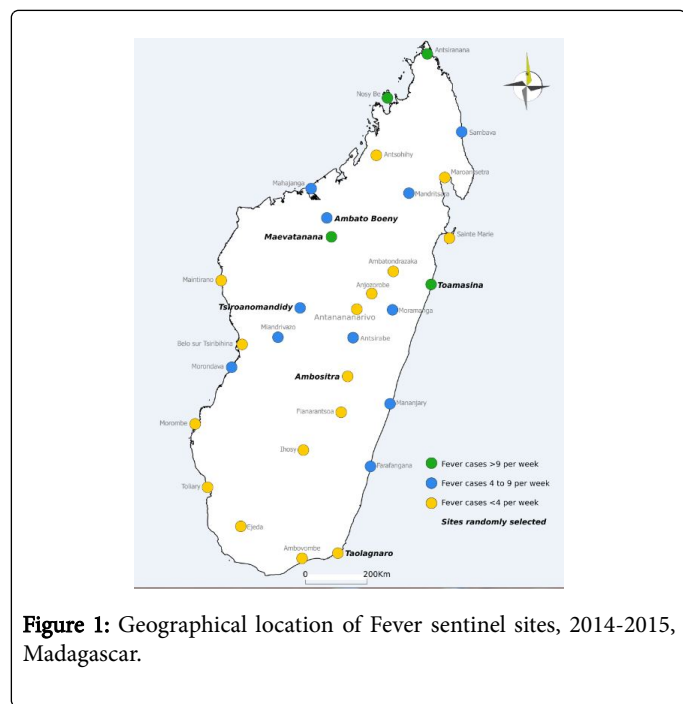 Antsiranana
Nosy Be
Sambava
Antsohihy
Maroantsetra
Mahajanga
Mandritsara
Ambato Boeny
Maevatanana
Sainte Marie
Ambatondrazaka
Maintirano
Anjozorobe
Toamasina
Tsiroanomandidy
Antanananarivo
Moramanga
Miandrivazo
Antsirabe
Belo sur Tsiribihina
Morondava
Ambositra
Mananjary
Fianarantsoa
Morombe
Ihosy
Farafangana
Fever cases >9 per week
Fever cases 4 to 9 per week
Toliary
Fever cases <4 per week
Sites randomly selected
Ejeda
Ambovombe
Taolagnaro
0 200Km
Figure 1: Geographical location of Fever sentinel sites, 2014-2015,
Madagascar.